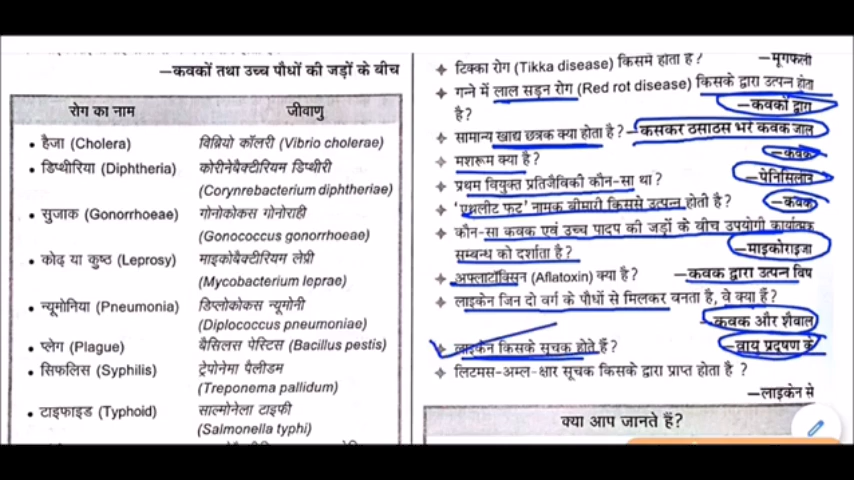 —कवकों तथा उच्च पौधों की जड़ों के बीच
रोग का नाम जीवाणु
• हैजा (Cholera) विब्रियो कॉलरी (Vibrio cholerae)
• डिप्थीरिया (Diphtheria) कोरीनेबैक्टीरियम डिप्थीरी
(Corynrebacterium diphtheriae)
• सुजाक (Gonorrhoeae) गोनोकोकस गोनोराही
(Gonococcus gonorrhoeae)
• कोढ़ या कुष्ठ (Leprosy) माइकोबैक्टीरियम लेप्री
(Mycobacterium leprae)
• न्यूमोनिया (Pneumonia) डिप्लोकोकस न्यूमोनी
(Diplococcus pneumoniae)
• प्लेग (Plague) बैसिलस पेस्टिस (Bacillus pestis)
• सिफलिस (Syphilis) ट्रेपोनेमा पैलीडम
(Treponema pallidum)
• टाइफाइड (Typhoid) साल्मोनेला टाइफी
(Salmonella typhi)
टिक्का रोग (Tikka disease) किसमें होता है? —मूंगफली
गन्ने में लाल सड़न रोग (Red rot disease) किसके द्वारा उत्पन्न होता
है? —कवकों द्वारा
सामान्य खाद्य छत्रक क्या होता है? —कसकर ठसाठस भरे कवक जाल
मशरूम क्या है? —कवक
प्रथम वियुक्त प्रतिजैविकी कौन-सा था? —पेनिसिलीन
'एथलीट फुट' नामक बीमारी किससे उत्पन्न होती है? —कवक
कौन-सा कवक एवं उच्च पादप की जड़ों के बीच उपयोगी कार्यात्मक
सम्बन्ध को दर्शाता है? —माइकोराइजा
अफ्लाटॉक्सिन (Aflatoxin) क्या है? —कवक द्वारा उत्पन्न विष
लाइकेन जिन दो वर्ग के पौधों से मिलकर बनता है, वे क्या हैं?
—कवक और शैवाल
लाइकेन किसके सूचक होते हैं? —वायु प्रदूषण के
लिटमस-अम्ल-क्षार सूचक किसके द्वारा प्राप्त होता है ?
—लाइकेन से
क्या आप जानते हैं?